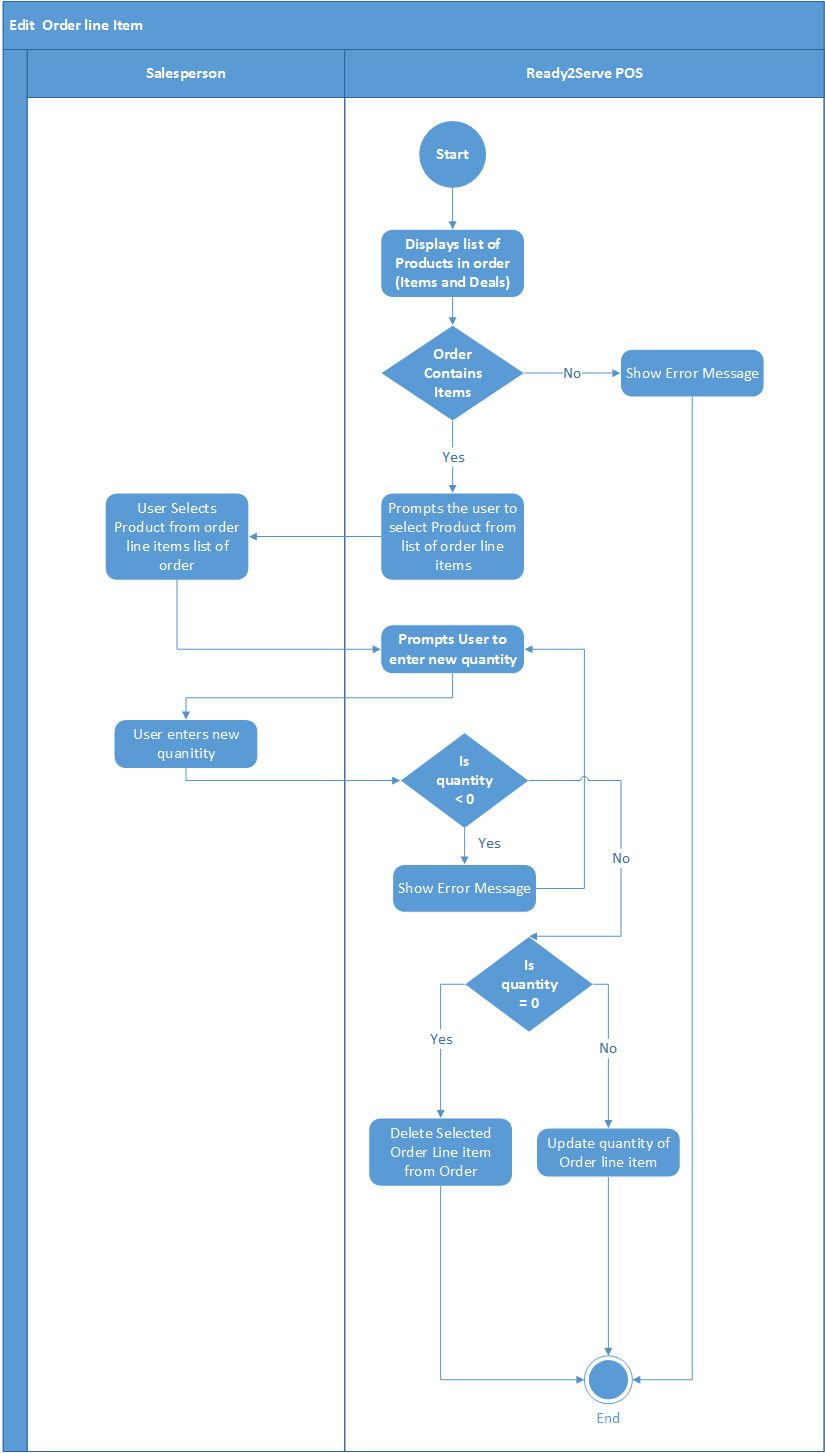 Edit Order line Item
Salesperson
Ready2Serve POS
Start
Displays list of
Products in order
(Items and Deals)
Order
Contains
Items
No
Show Error Message
Yes
User Selects
Product from order
line items list of
order
Prompts the user to
select Product from
list of order line
items
Prompts User to
enter new quantity
User enters new
quanitity
Is
quantity
< 0
Yes
No
Show Error Message
Is
quantity
= 0
Yes
No
Delete Selected
Order Line item
from Order
Update quantity of
Order line item
End